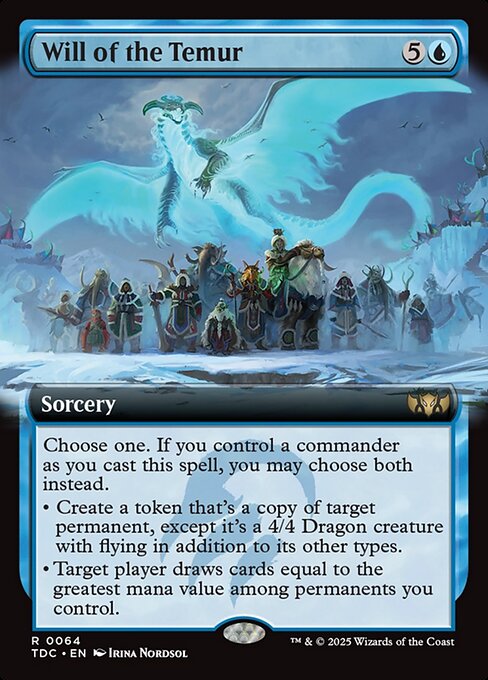 Will of the Temur 5
Sorcery
Choose one. If you control a commander
as you cast this spell, you may choose both
instead.
• Create a token that's a copy of target
permanent, except it's a 4/4 Dragon creature
with flying in addition to its other types.
• Target player draws cards equal to the
greatest mana value among permanents you
control.
R 0064
TDC • EN Irina Nordsol
™ & © 2025 Wizards of the Coast